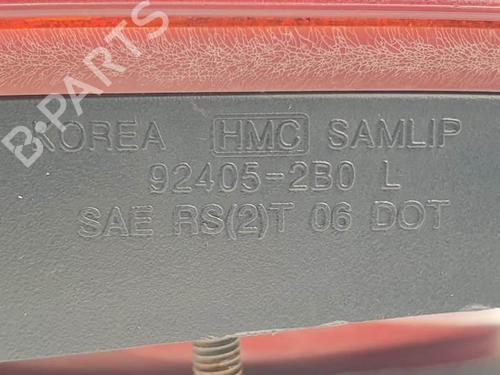 B-PARTS
KOREA HMC SAMLIP
92405-2B0 L
SAE RS(2)T 06 DOT